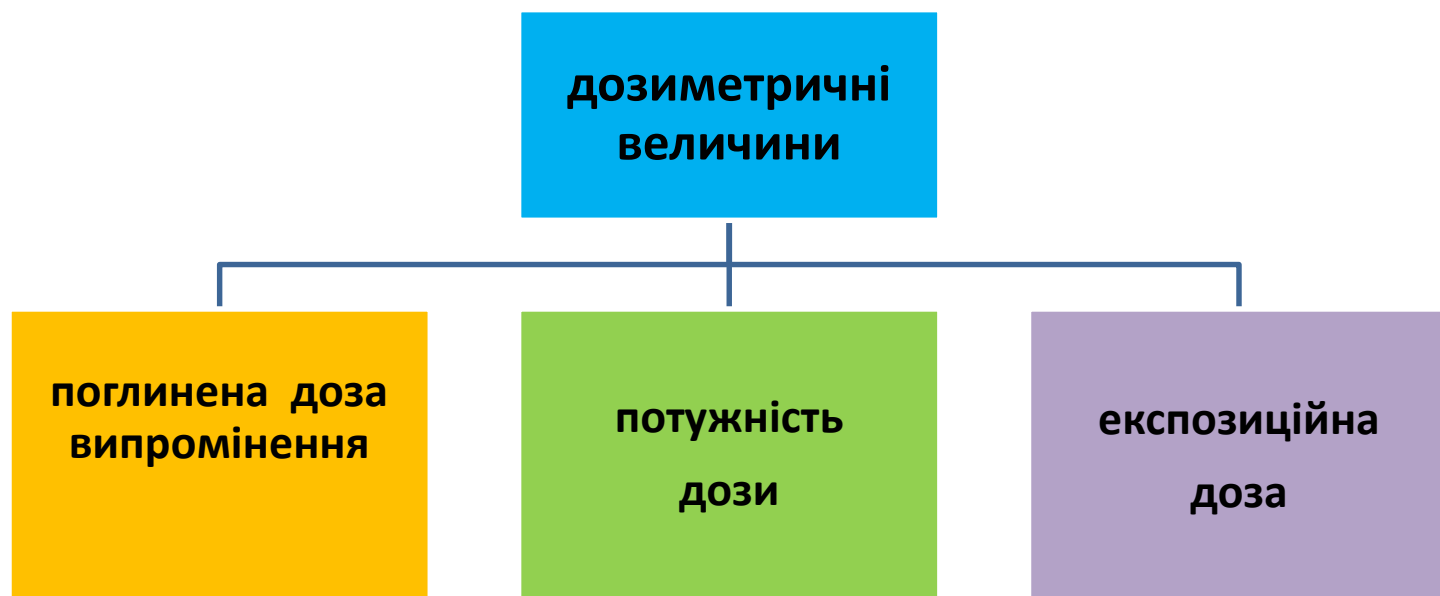 дозиметричні
величини
поглинена доза
випромінення
потужність
дози
експозиційна
доза